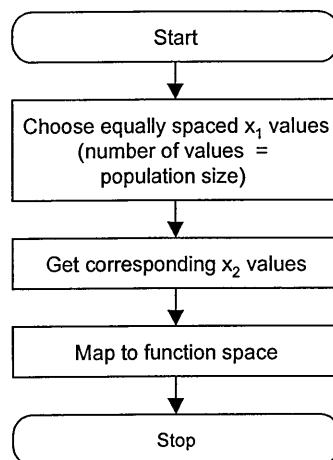 Start
Choose equally spaced x₁ values
(number of values =
population size)
Get corresponding x₂ values
Map to function space
Stop